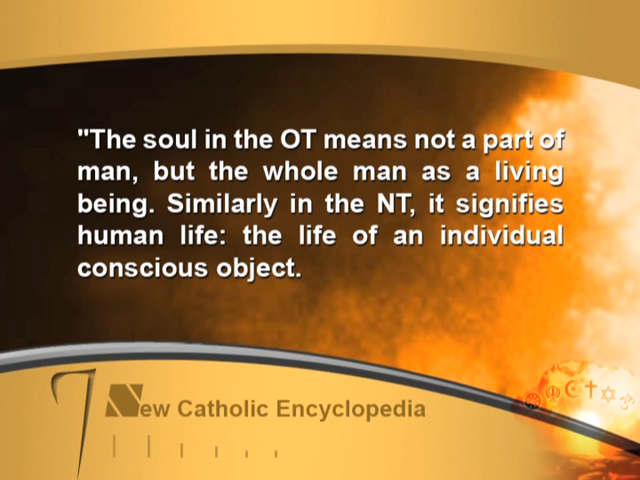 "The soul in the OT means not a part of
man, but the whole man as a living
being. Similarly in the NT, it signifies
human life: the life of an individual
conscious object.
New Catholic Encyclopedia